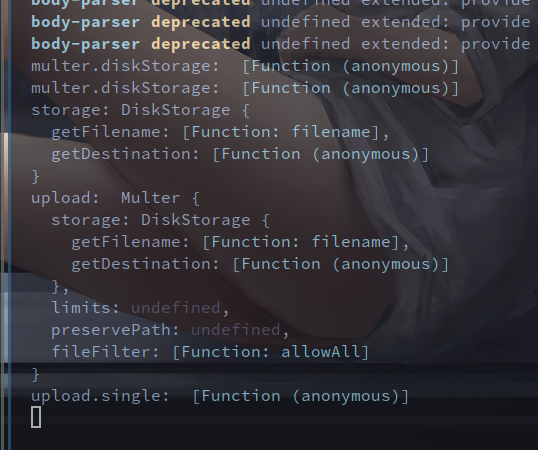 body-parser deprecated undefined extended: provide
body-parser deprecated undefined extended: provide
body-parser deprecated undefined extended: provide
multer.diskStorage:  [Function (anonymous)]
multer.diskStorage:  [Function (anonymous)]
storage: DiskStorage {
  getFilename: [Function: filename],
  getDestination: [Function (anonymous)]
}
upload:  Multer {
  storage: DiskStorage {
    getFilename: [Function: filename],
    getDestination: [Function (anonymous)]
  },
  limits: undefined,
  preservePath: undefined,
  fileFilter: [Function: allowAll]
}
upload.single:  [Function (anonymous)]